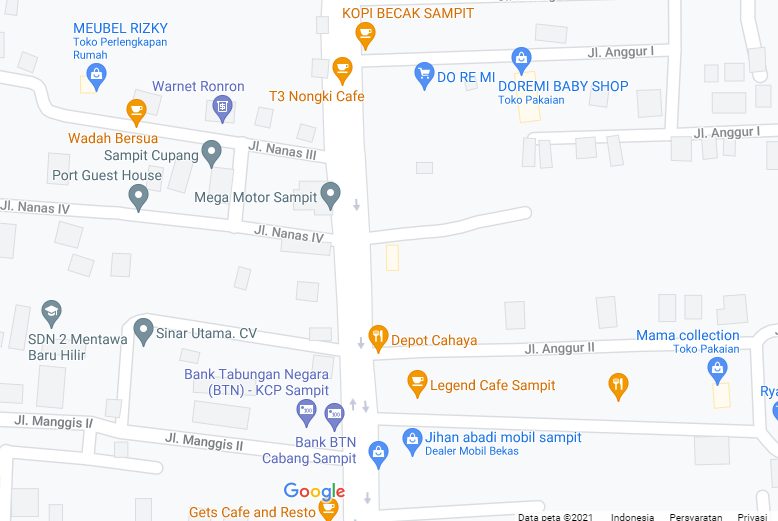 KOPI BECAK SAMPIT
MEUBEL RIZKY
Toko Perlengkapan
Rumah
Jl. Anggur I
Warnet Ronron
T3 Nongki Cafe
DO RE MI
DOREMI BABY SHOP
Toko Pakaian
Wadah Bersua
Jl. Anggur I
Sampit Cupang
Jl. Nanas III
Port Guest House
Mega Motor Sampit
Jl. Nanas IV
Jl. Nanas IV
SDN 2 Mentawa
Baru Hilir
Sinar Utama. CV
Depot Cahaya
Jl. Anggur II
Mama collection
Toko Pakaian
Bank Tabungan Negara
(BTN) - KCP Sampit
Legend Cafe Sampit
Rya
Jl. Manggis II
Jl. Manggis II
Bank BTN
Cabang Sampit
Jihan abadi mobil sampit
Dealer Mobil Bekas
Google
Gets Cafe and Resto
Data peta ©2021 Indonesia Persyaratan Privasi